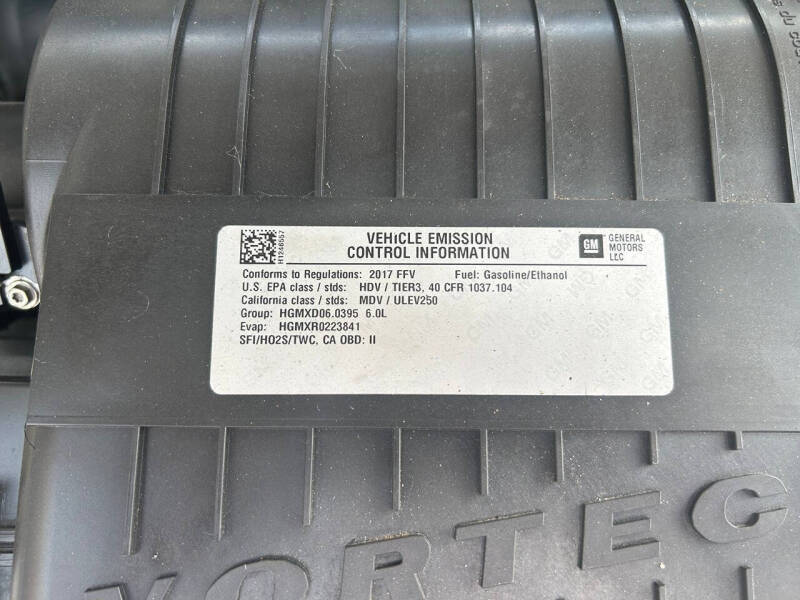 VEHICLE EMISSION
CONTROL INFORMATION
GM
GENERAL
MOTORS
LLC
H1246557
Conforms to Regulations: 2017 FFV Fuel: Gasoline/Ethanol
U.S. EPA class / stds: HDV / TIER3, 40 CFR 1037.104
California class / stds: MDV / ULEV250
Group: HGMXD06.0395 6.0L
Evap: HGMXR0223841
SFI/HO2S/TWC, CA OBD: II
VORTEC